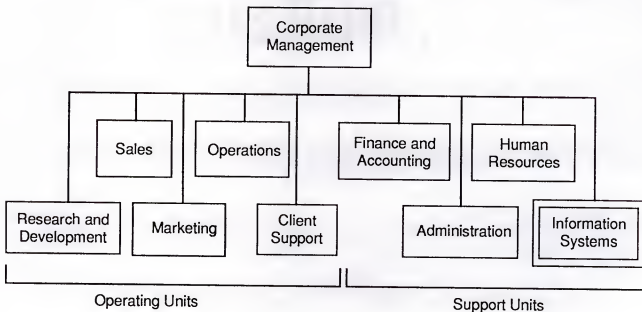 Corporate
Management
Sales
Operations
Finance and
Accounting
Human
Resources
Research and
Development
Marketing
Client
Support
Administration
Information
Systems
Operating Units
Support Units